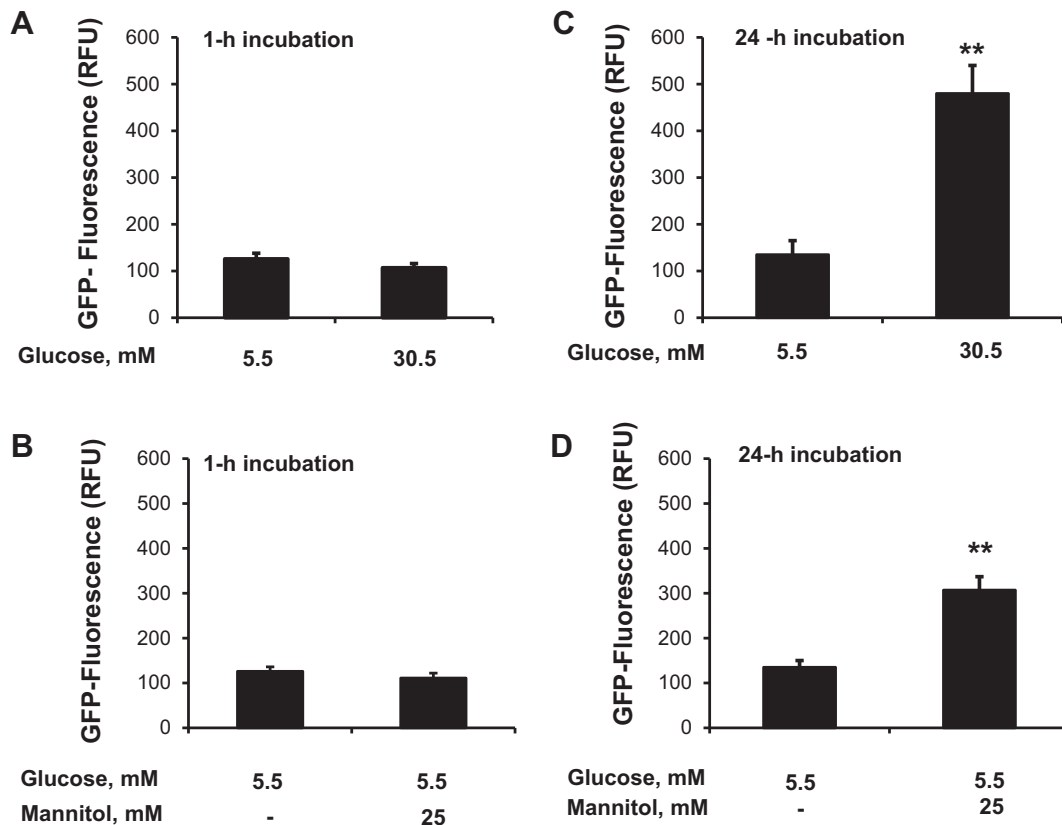 A
1-h incubation
GFP- Fluorescence (RFU)
600
500
400
300
200
100
0
Glucose, mM 5.5 30.5
C
24 -h incubation
GFP-Fluorescence (RFU)
600
500
400
300
200
100
0
**
Glucose, mM 5.5 30.5
B
1-h incubation
GFP-Fluorescence (RFU)
600
500
400
300
200
100
0
Glucose, mM 5.5 5.5
Mannitol, mM - 25
D
24-h incubation
GFP-Fluorescence (RFU)
600
500
400
300
200
100
0
**
Glucose, mM 5.5 5.5
Mannitol, mM - 25